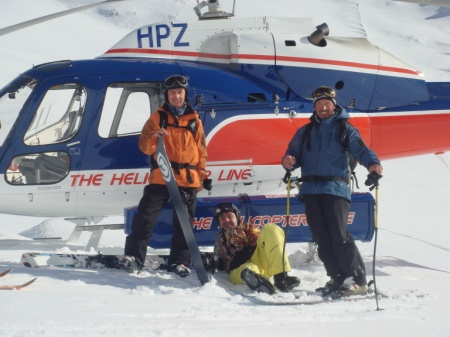 HPZ
THE HELI LINE
THE HELICOPTER LINE